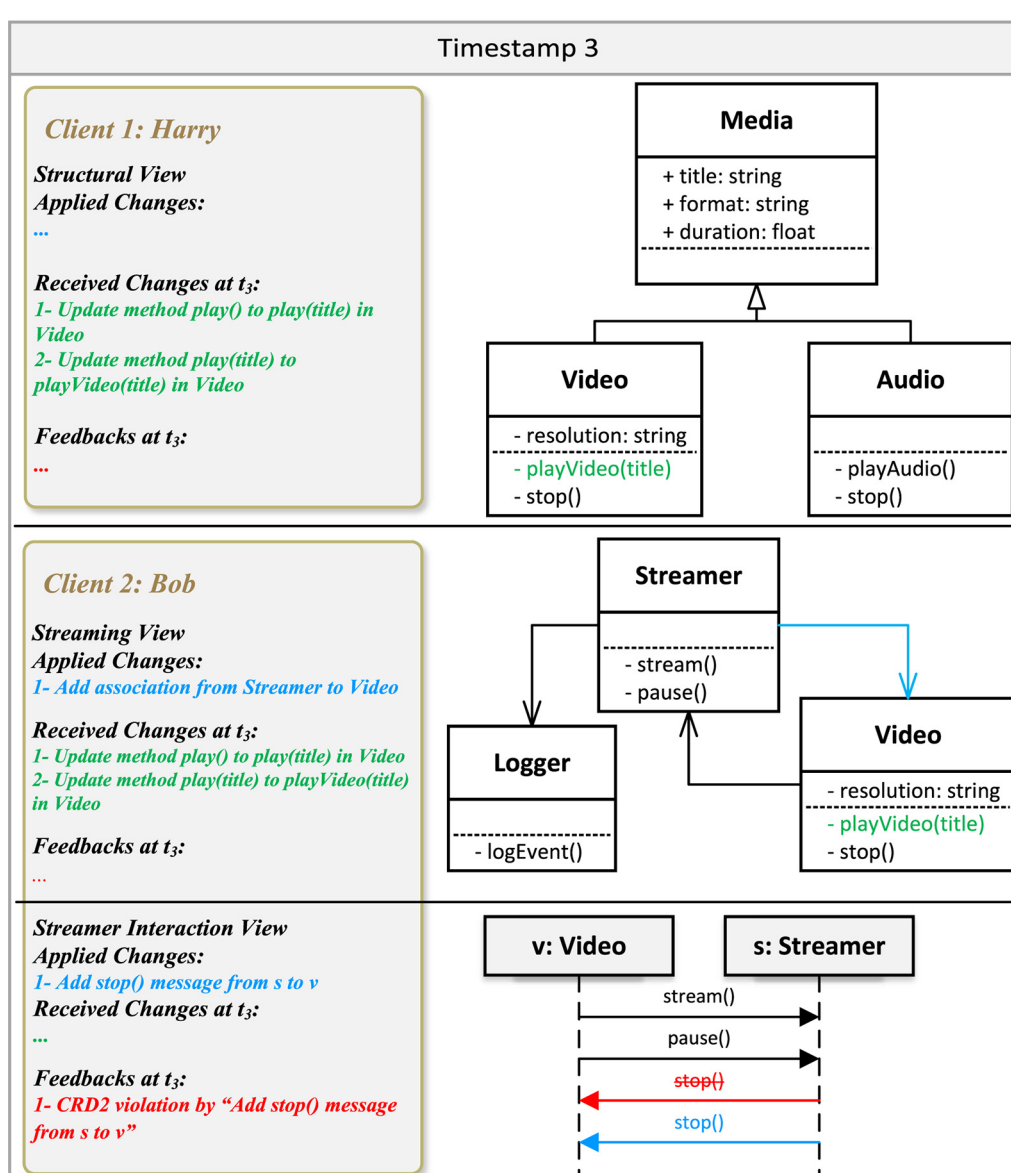 Timestamp 3
Client 1: Harry
Structural View
Applied Changes:
...
Received Changes at t3:
1- Update method play() to play(title) in
Video
2- Update method play(title) to
playVideo(title) in Video
Feedbacks at t3:
...
Media
+ title: string
+ format: string
+ duration: float
Video
- resolution: string
- playVideo(title)
- stop()
Audio
- playAudio()
- stop()
Client 2: Bob
Streaming View
Applied Changes:
1- Add association from Streamer to Video
Received Changes at t3:
1- Update method play() to play(title) in Video
2- Update method play(title) to playVideo(title)
in Video
Feedbacks at t3:
...
Streamer
- stream()
- pause()
Logger
- logEvent()
Video
- resolution: string
- playVideo(title)
- stop()
Streamer Interaction View
Applied Changes:
1- Add stop() message from s to v
Received Changes at t3:
...
Feedbacks at t3:
1- CRD2 violation by “Add stop() message
from s to v”
v: Video
s: Streamer
stream()
pause()
stop()
stop()